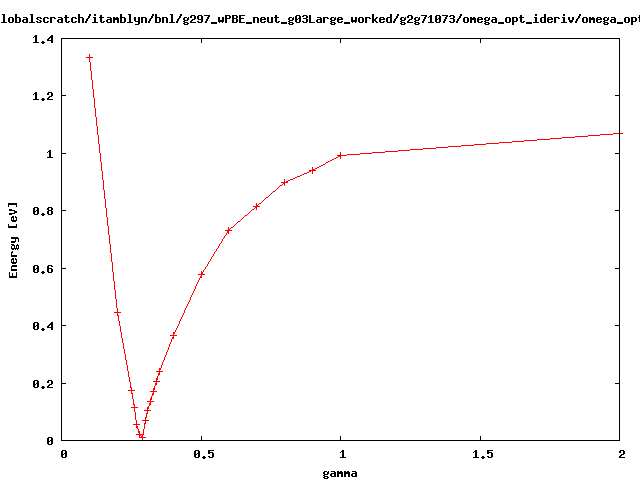 lobalscratch/itamblyn/bnl/g297_wPBE_neut_g03Large_worked/g2g71073/omega_opt_ideriv/omega_opt
1.4
1.2
1
0.8
0.6
0.4
0.2
0
Energy [eV]
0 0.5 1 1.5 2
gamma